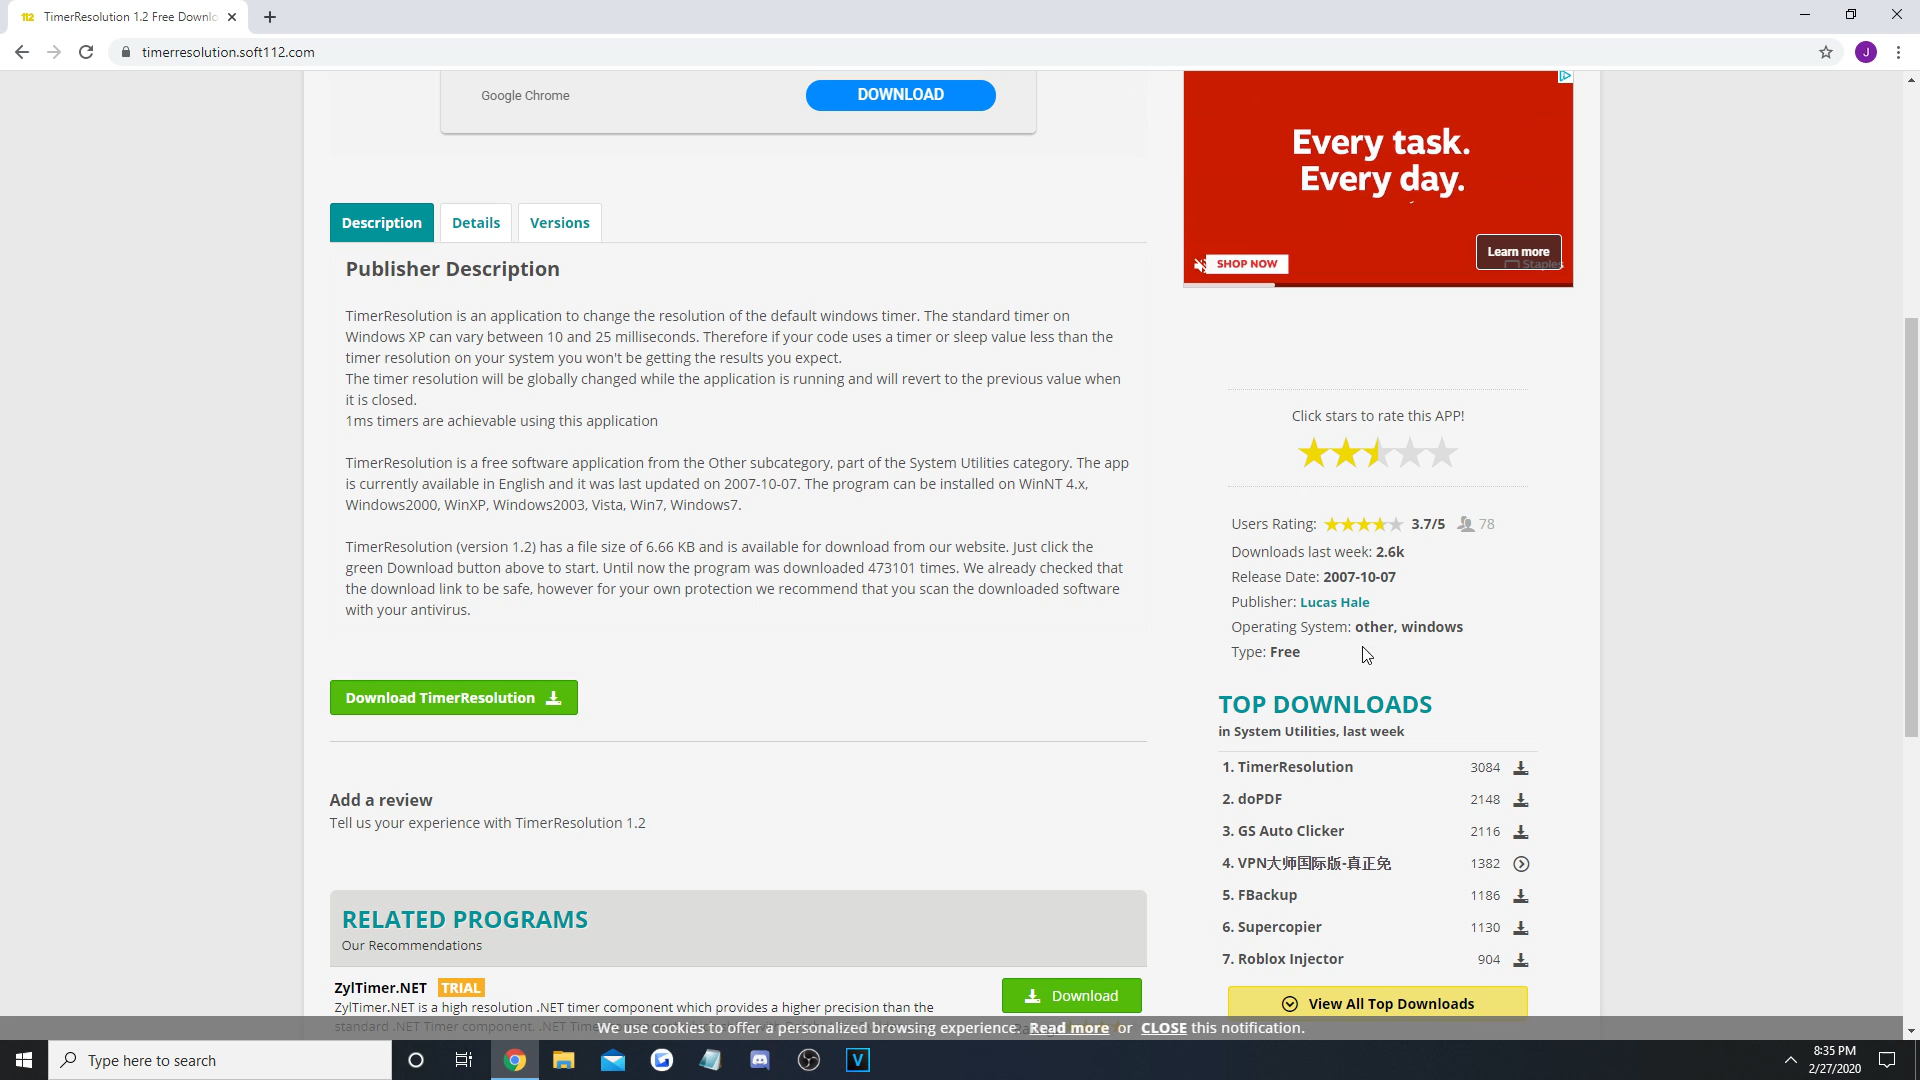 112 TimerResolution 1.2 Free Downlo
timerresolution.soft112.com
J
Google Chrome
DOWNLOAD
Every task.
Every day.
Learn more
SHOP NOW
Staples
Description
Details
Versions
Publisher Description
TimerResolution is an application to change the resolution of the default windows timer. The standard timer on
Windows XP can vary between 10 and 25 milliseconds. Therefore if your code uses a timer or sleep value less than the
timer resolution on your system you won't be getting the results you expect.
The timer resolution will be globally changed while the application is running and will revert to the previous value when
it is closed.
1ms timers are achievable using this application
TimerResolution is a free software application from the Other subcategory, part of the System Utilities category. The app
is currently available in English and it was last updated on 2007-10-07. The program can be installed on WinNT 4.x,
Windows2000, WinXP, Windows2003, Vista, Win7, Windows7.
TimerResolution (version 1.2) has a file size of 6.66 KB and is available for download from our website. Just click the
green Download button above to start. Until now the program was downloaded 473101 times. We already checked that
the download link to be safe, however for your own protection we recommend that you scan the downloaded software
with your antivirus.
Download TimerResolution
Add a review
Tell us your experience with TimerResolution 1.2
RELATED PROGRAMS
Our Recommendations
ZylTimer.NET TRIAL
ZylTimer.NET is a high resolution .NET timer component which provides a higher precision than the
standard .NET Timer component. .NET Time
Download
Click stars to rate this APP!
Users Rating: 3.7/5 78
Downloads last week: 2.6k
Release Date: 2007-10-07
Publisher: Lucas Hale
Operating System: other, windows
Type: Free
TOP DOWNLOADS
in System Utilities, last week
1. TimerResolution 3084
2. doPDF 2148
3. GS Auto Clicker 2116
4. VPN大师国际版-真正免 1382
5. FBackup 1186
6. Supercopier 1130
7. Roblox Injector 904
View All Top Downloads
We use cookies to offer a personalized browsing experience. Read more or CLOSE this notification.
Type here to search
V
8:35 PM
2/27/2020